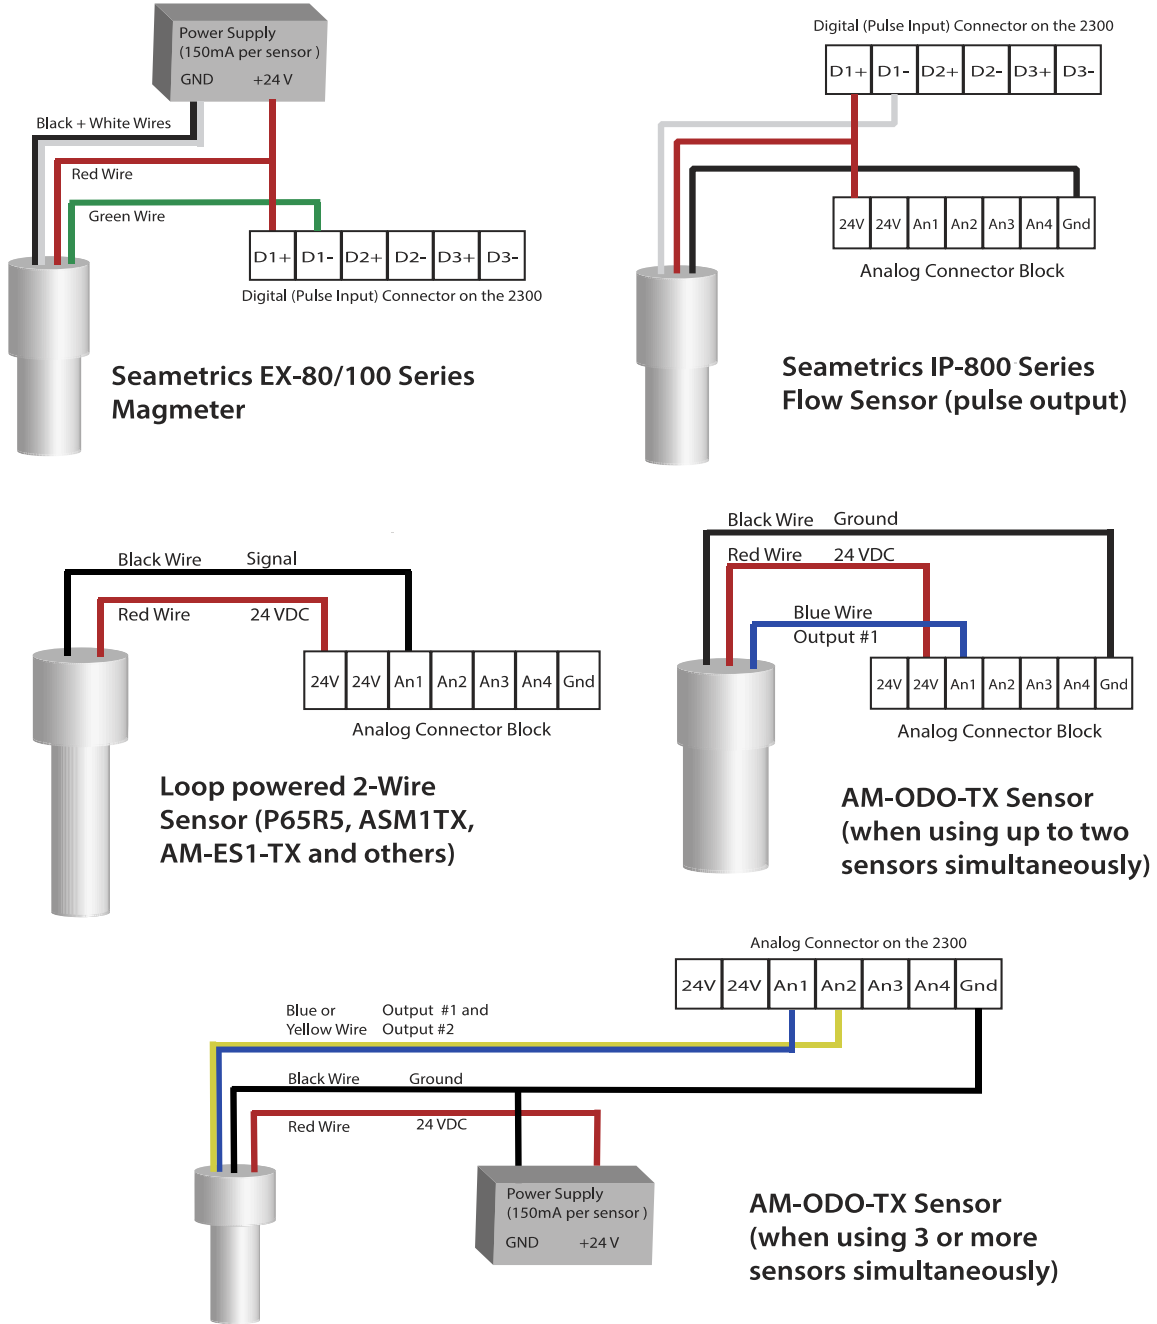 Power Supply
(150mA per sensor )
GND +24 V
Black + White Wires
Red Wire
Green Wire
D1+ D1- D2+ D2- D3+ D3-
Digital (Pulse Input) Connector on the 2300
Seametrics EX-80/100 Series
Magmeter
Digital (Pulse Input) Connector on the 2300
D1+ D1- D2+ D2- D3+ D3-
24V 24V An1 An2 An3 An4 Gnd
Analog Connector Block
Seametrics IP-800 Series
Flow Sensor (pulse output)
Black Wire Signal
Red Wire 24 VDC
24V 24V An1 An2 An3 An4 Gnd
Analog Connector Block
Loop powered 2-Wire
Sensor (P65R5, ASM1TX,
AM-ES1-TX and others)
Black Wire Ground
Red Wire 24 VDC
Blue Wire
Output #1
24V 24V An1 An2 An3 An4 Gnd
Analog Connector Block
AM-ODO-TX Sensor
(when using up to two
sensors simultaneously)
Analog Connector on the 2300
24V 24V An1 An2 An3 An4 Gnd
Blue or Output #1 and
Yellow Wire Output #2
Black Wire Ground
Red Wire 24 VDC
Power Supply
(150mA per sensor )
GND +24 V
AM-ODO-TX Sensor
(when using 3 or more
sensors simultaneously)